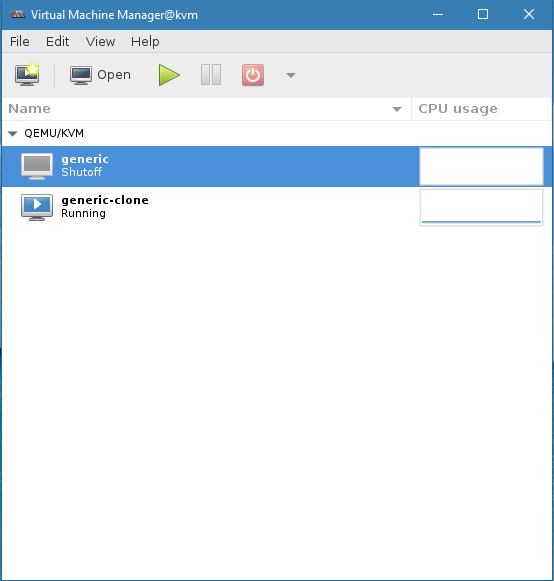 Virtual Machine Manager@kvm
File Edit View Help
Open
Name CPU usage
QEMU/KVM
generic
Shutoff
generic-clone
Running